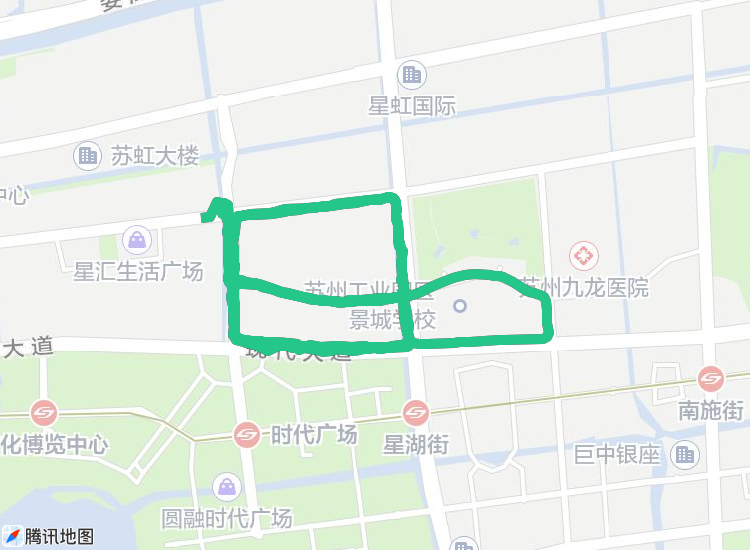 星虹国际
苏虹大楼
中心
星汇生活广场
苏州工业园区
景城学校
苏州九龙医院
大道
现代大道
化博览中心
时代广场
星湖街
南施街
巨中银座
圆融时代广场
腾讯地图